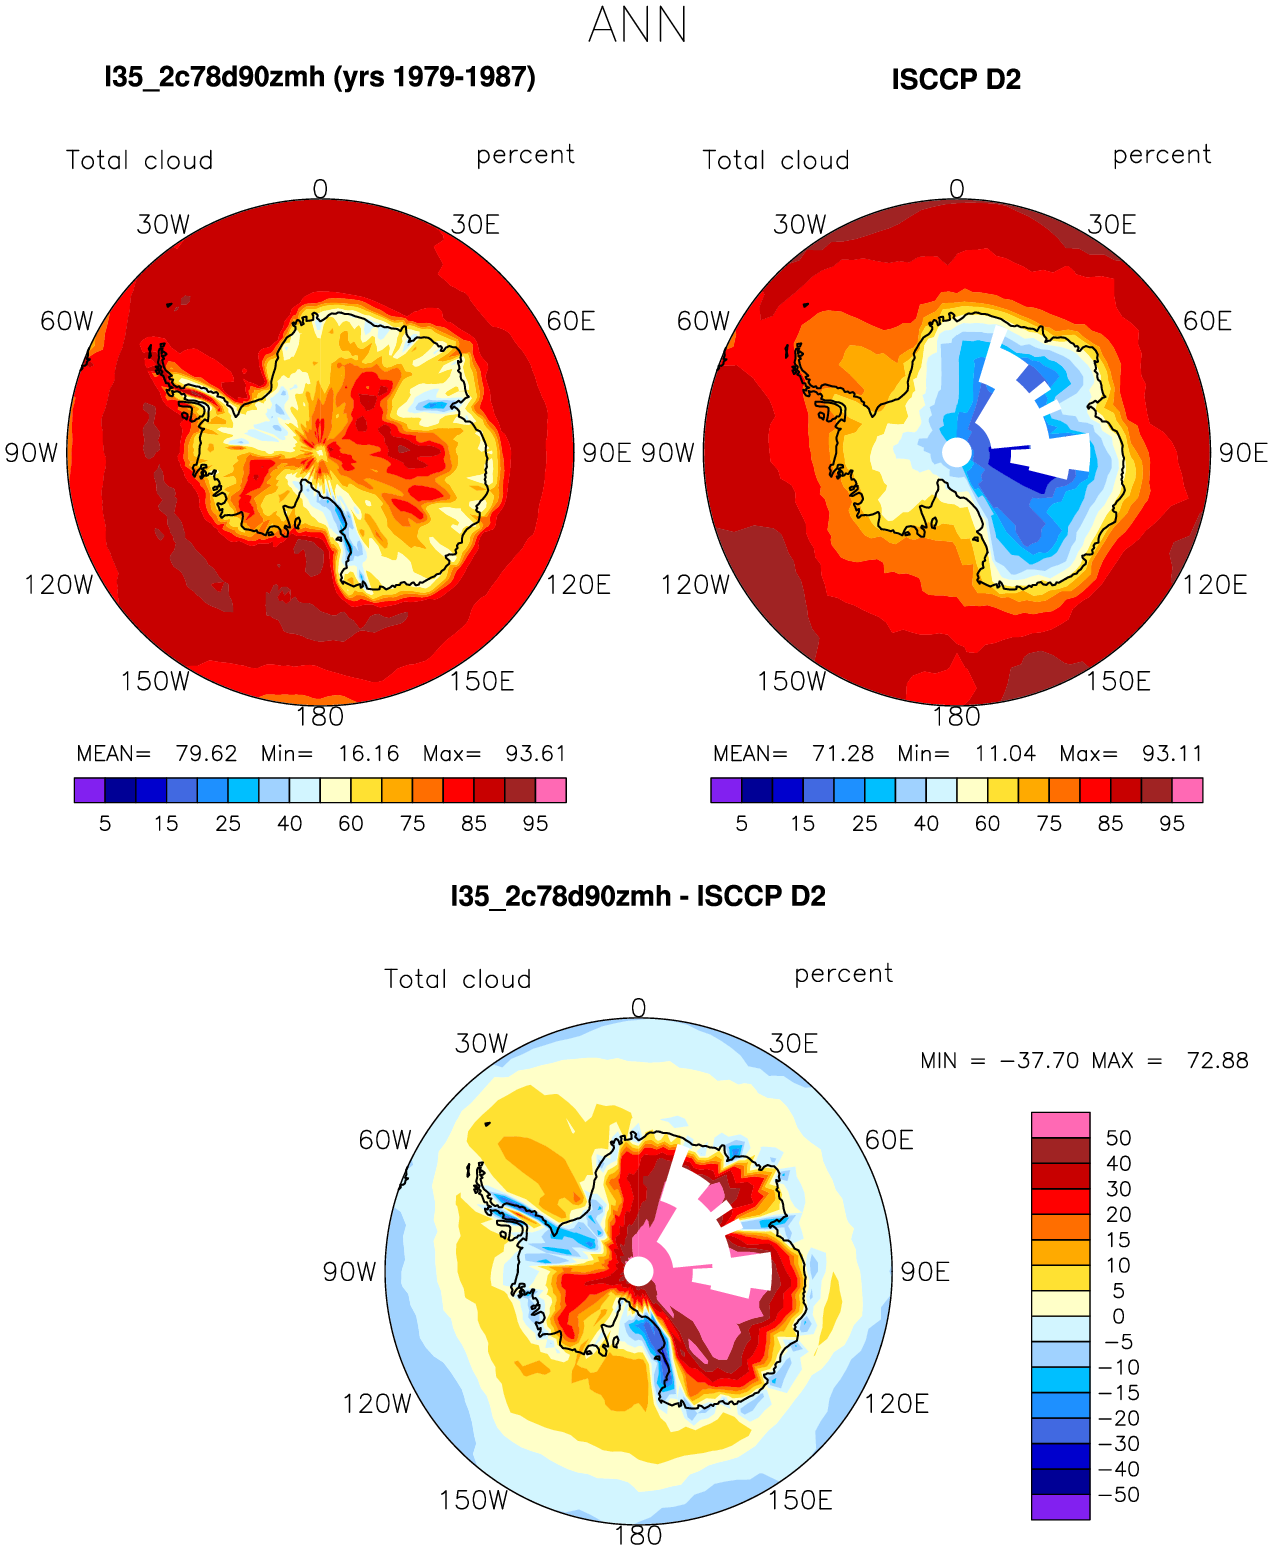 ANN
I35_2c78d90zmh (yrs 1979-1987)
ISCCP D2
Total cloud percent
Total cloud percent
0
30W 30E
60W 60E
90W 90E
120W 120E
150W 150E
180
0
30W 30E
60W 60E
90W 90E
120W 120E
150W 150E
180
MEAN= 79.62 Min= 16.16 Max= 93.61
MEAN= 71.28 Min= 11.04 Max= 93.11
5 15 25 40 60 75 85 95
5 15 25 40 60 75 85 95
I35_2c78d90zmh - ISCCP D2
Total cloud percent
0
30W 30E
60W 60E
90W 90E
120W 120E
150W 150E
180
MIN = -37.70 MAX = 72.88
50
40
30
20
15
10
5
0
-5
-10
-15
-20
-30
-40
-50